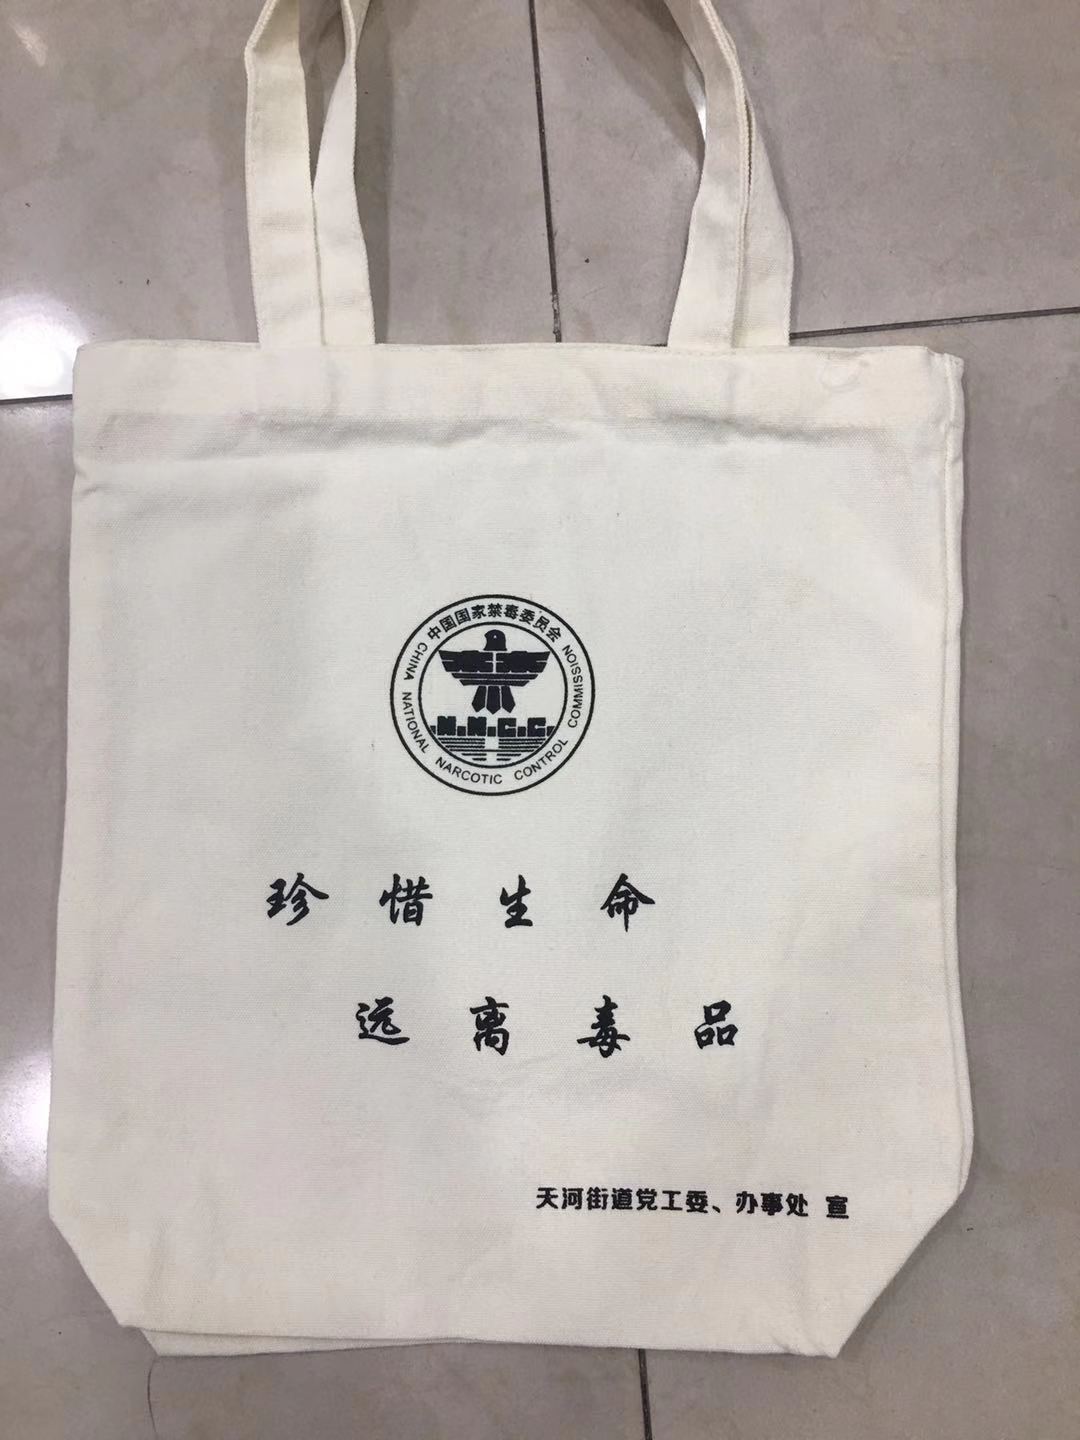 中国国家禁毒委员会
CHINA NATIONAL NARCOTIC CONTROL COMMISSION
N.N.C.C.
珍惜生命
远离毒品
天河街道党工委、办事处 宣